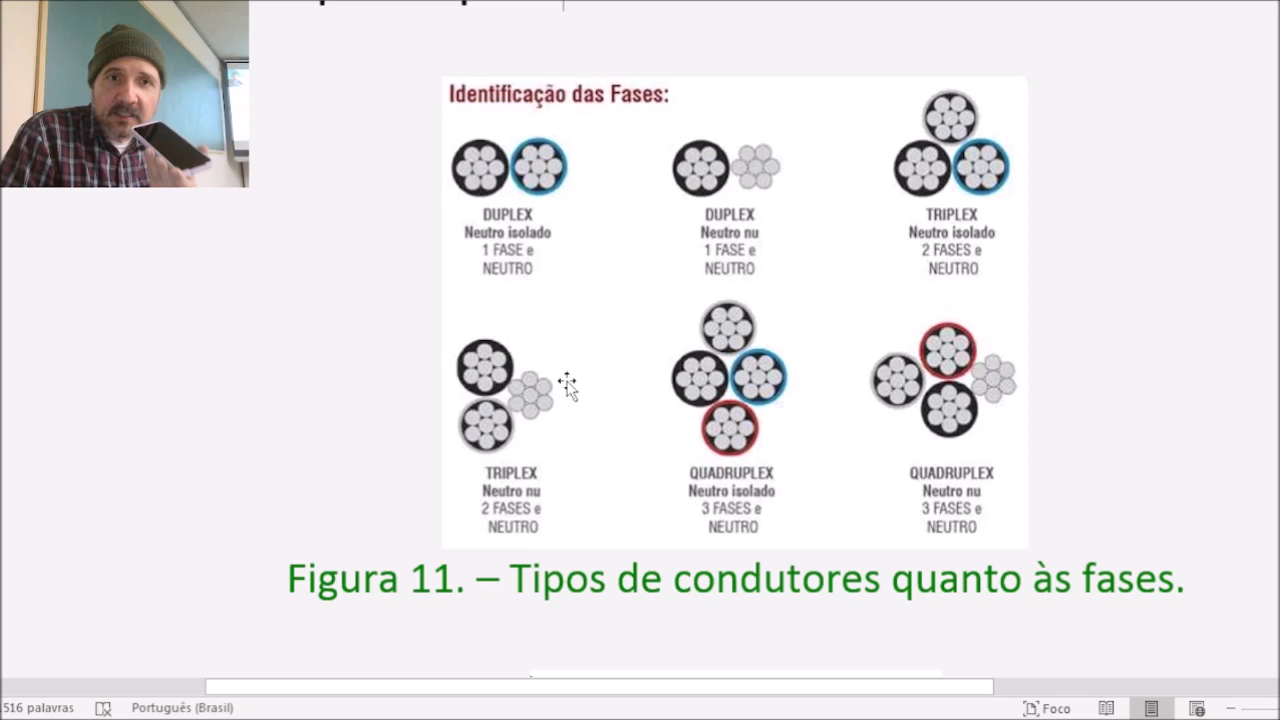 Identificação das Fases:
DUPLEX
Neutro isolado
1 FASE e
NEUTRO
DUPLEX
Neutro nu
1 FASE e
NEUTRO
TRIPLEX
Neutro isolado
2 FASES e
NEUTRO
TRIPLEX
Neutro nu
2 FASES e
NEUTRO
QUADRUPLEX
Neutro isolado
3 FASES e
NEUTRO
QUADRUPLEX
Neutro nu
3 FASES e
NEUTRO
Figura 11. – Tipos de condutores quanto às fases.
.516 palavras
Português (Brasil)
Foco